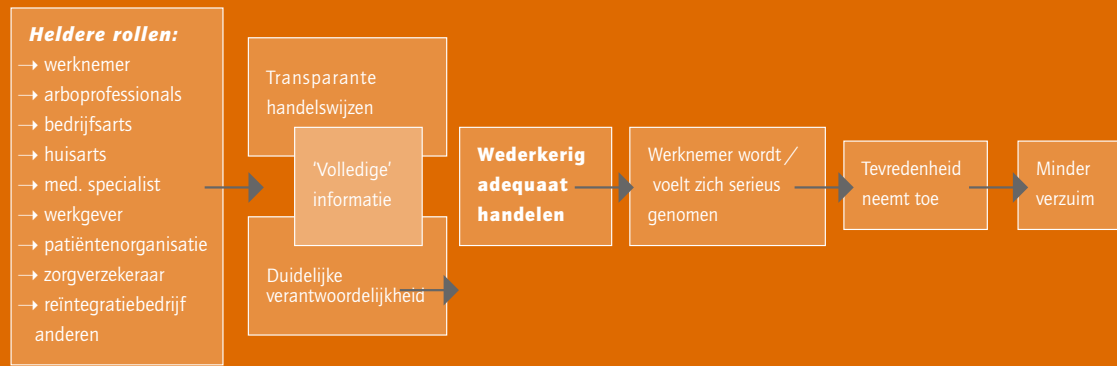 Heldere rollen:
→ werknemer
→ arboprofessionals
→ bedrijfsarts
→ huisarts
→ med. specialist
→ werkgever
→ patiëntenorganisatie
→ zorgverzekeraar
→ reïntegratiebedrijf
anderen
Transparante
handelswijzen
‘Volledige’
informatie
Duidelijke
verantwoordelijkheid
Wederkerig
adequaat
handelen
Werknemer wordt /
voelt zich serieus
genomen
Tevredenheid
neemt toe
Minder
verzuim